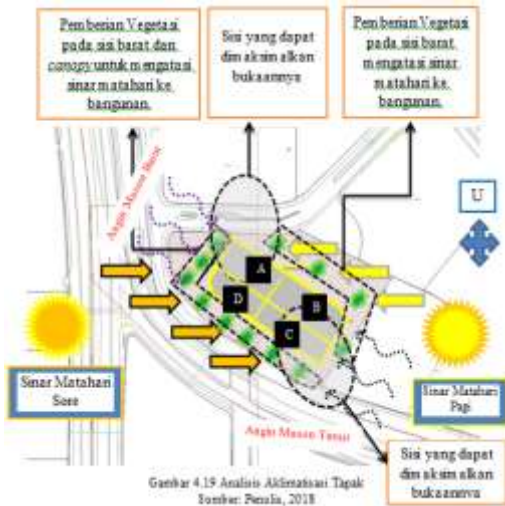 Pemberian Vegetasi
pada sisi barat dan
canopy untuk mengatasi
sinar matahari ke
bangunan.
Sisi yang dapat
dimaksimalkan
bukaannya
Pemberian Vegetasi
pada sisi barat
mengatasi sinar
matahari ke
bangunan.
Angin Muson Barat
U
A
D
B
C
Sinar Matahari
Sore
Sinar Matahari
Pagi
Angin Muson Timur
Sisi yang dapat
dimaksimalkan
bukaannya
Gambar 4.19 Analisis Aklimatisasi Tapak
Sumber: Penulis, 2018